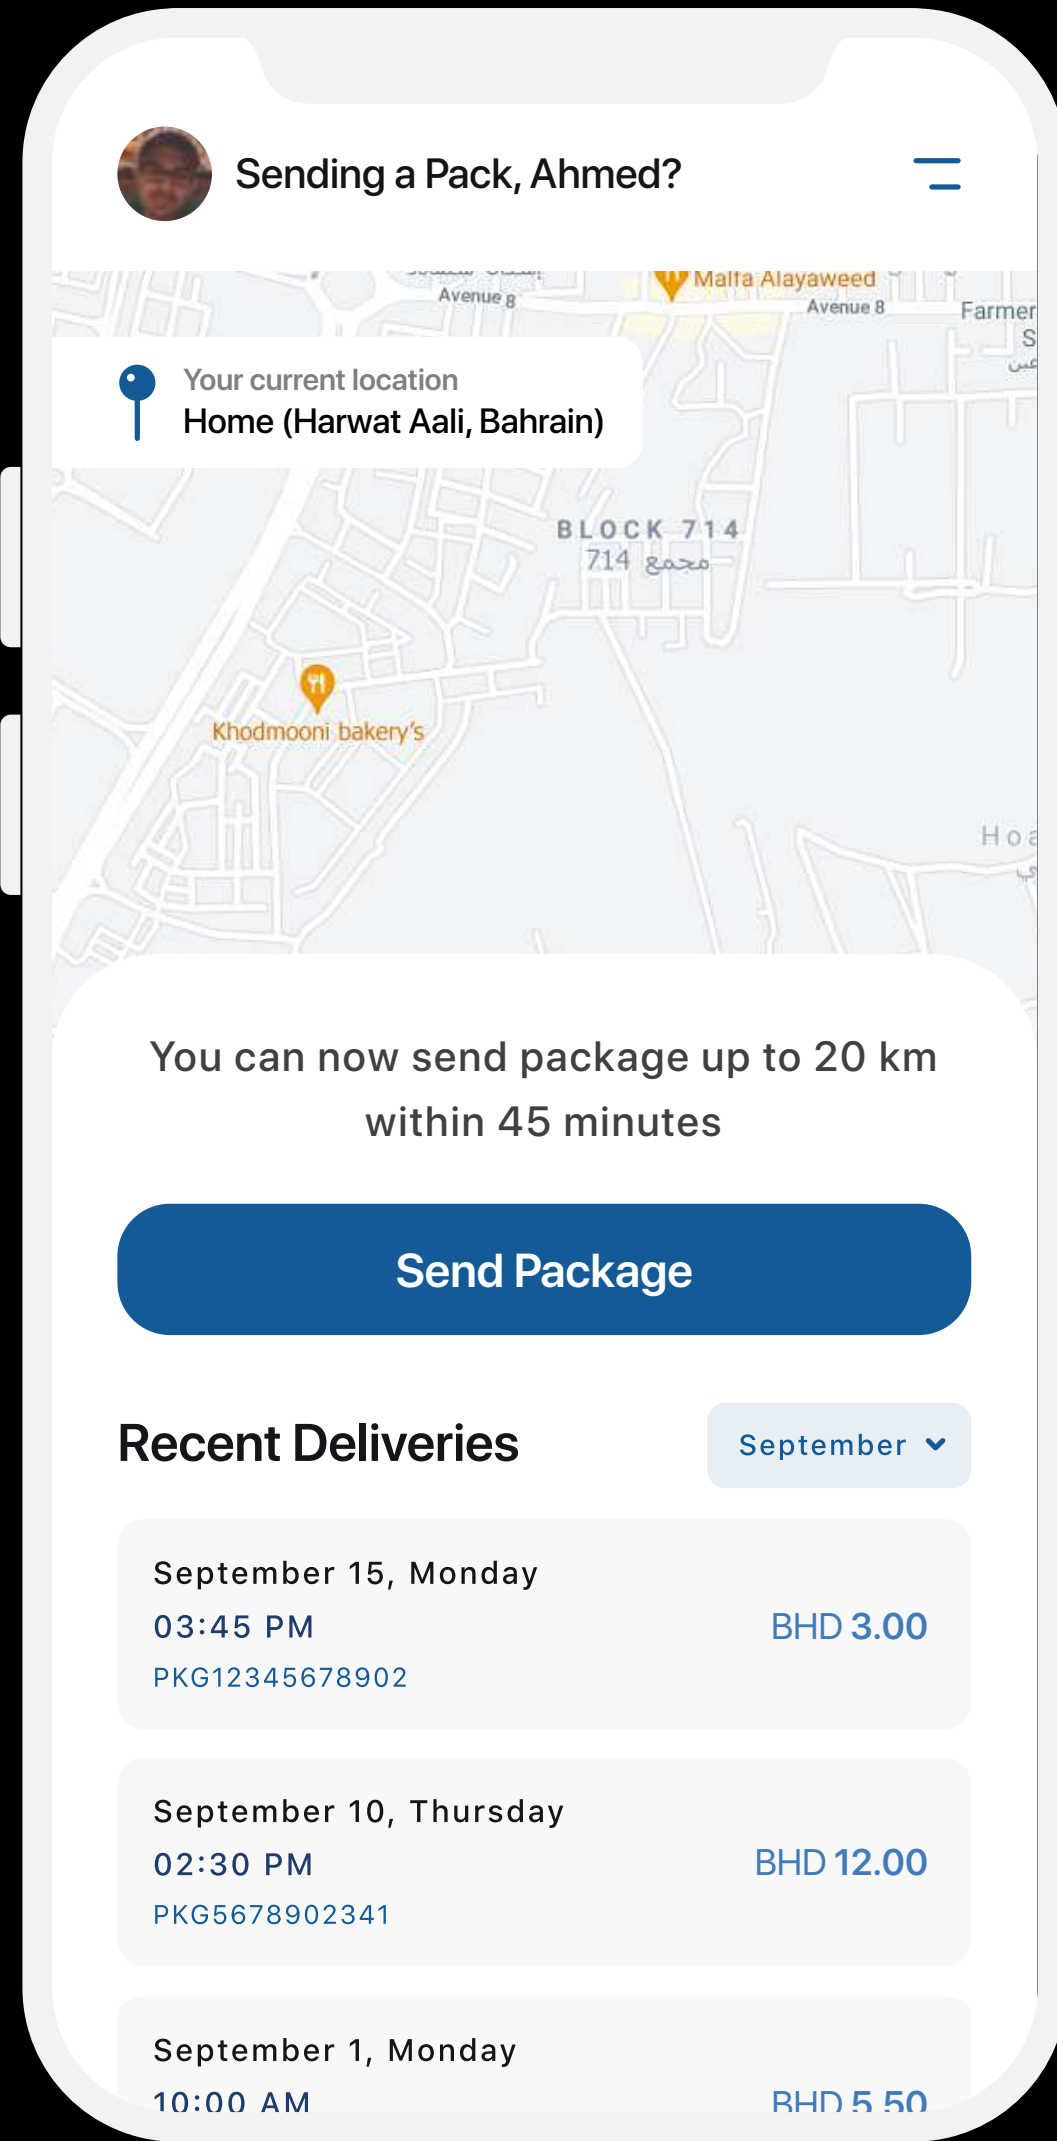 Sending a Pack, Ahmed?
Malfa Alayaweed
Avenue 8
Avenue 8
Farmer
S
عين
Your current location
Home (Harwat Aali, Bahrain)
BLOCK 714
مجمع 714
Khodmooni bakery's
Hoa
You can now send package up to 20 km
within 45 minutes
Send Package
Recent Deliveries
September
September 15, Monday
03:45 PM
BHD 3.00
PKG12345678902
September 10, Thursday
02:30 PM
BHD 12.00
PKG5678902341
September 1, Monday
10:00 AM
BHD 5.50